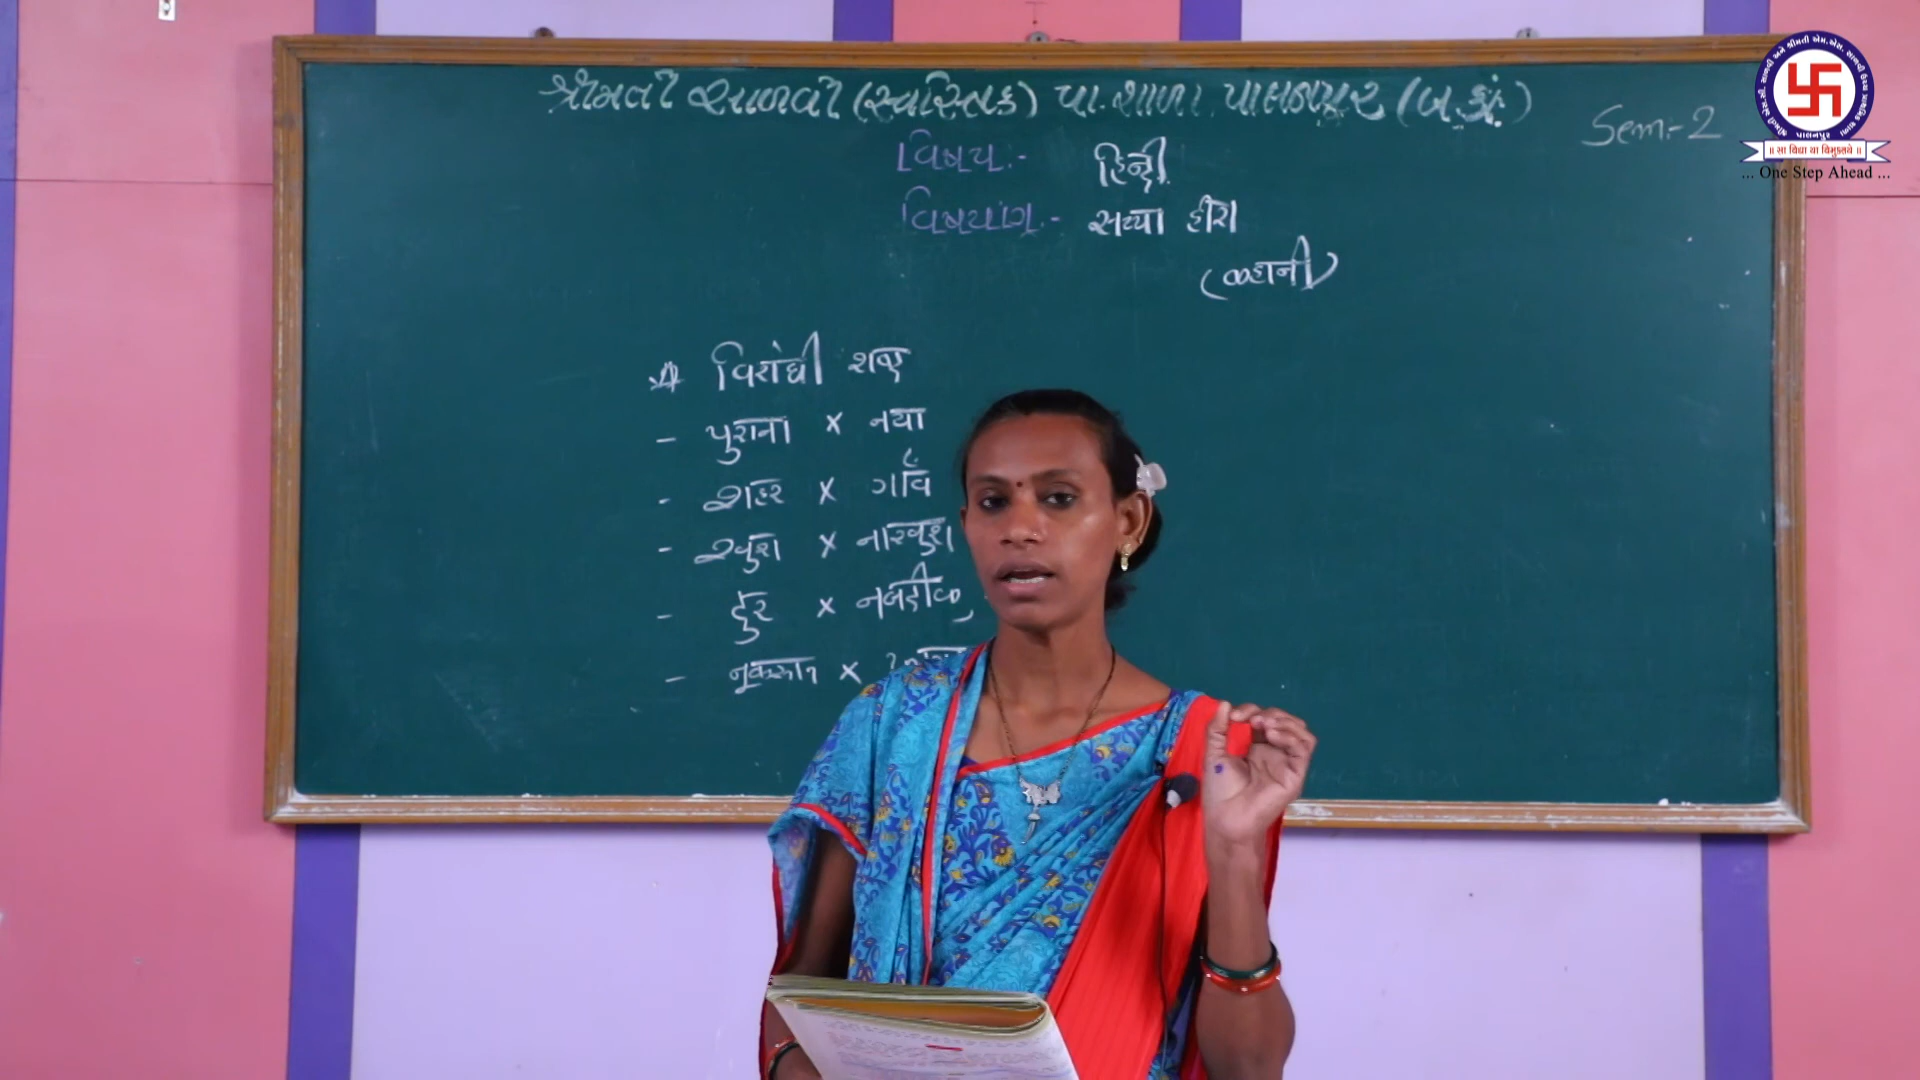 શ્રીમતી સાળવી (સ્વસ્તિક) પ્રા. શાળા પાલનપુર (બ.કાં.)
Sem:- 2
વિષય :- हिन्दी
વિષયાંગ :- सच्चा हीरा
(कहानी)
विरोधी शब्द
- पुराना × नया
- शहर × गाँव
- खुश × नाखुश
- दुर × नजदीक
- नूकसान ×
પાલનપુર
॥ सा विद्या या विमुक्तये ॥
... One Step Ahead ...